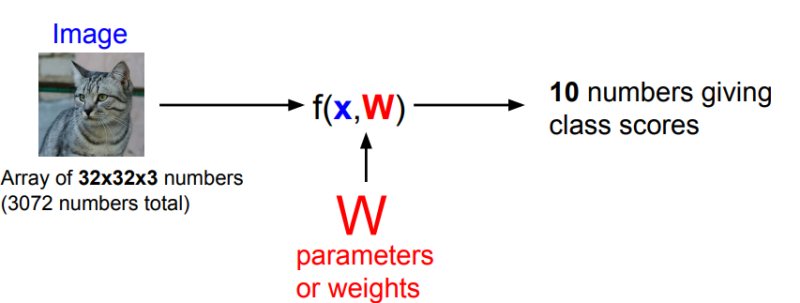 Image
Array of 32x32x3 numbers
(3072 numbers total)
f(x,W)
10 numbers giving
class scores
W
parameters
or weights